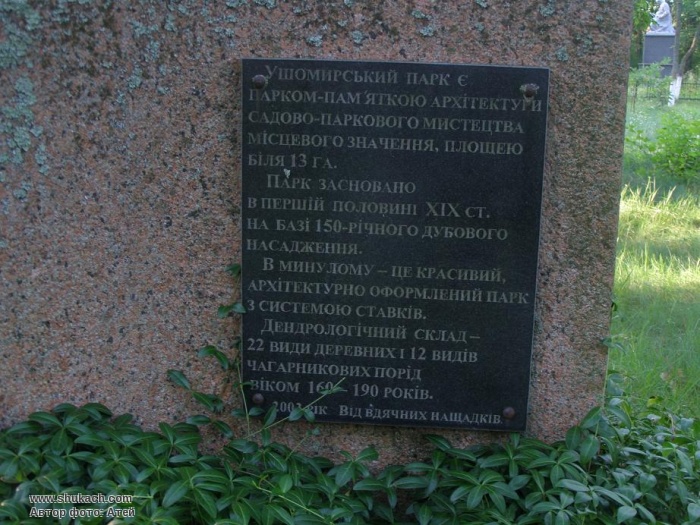 Ушомирський парк є
парком-пам'яткою архітектури
садово-паркового мистецтва
місцевого значення, площею
біля 13 га.
Парк засновано
в першій половині XIX ст.
на базі 150-річного дубового
насадження.
В минулому – це красивий,
архітектурно оформлений парк
з системою ставків.
Дендрологічний склад –
22 види деревних і 12 видів
чагарникових порід
віком 160 - 190 років.
рік Від вдячних нащадків.
www.shukach.com
Автор фото: Атей